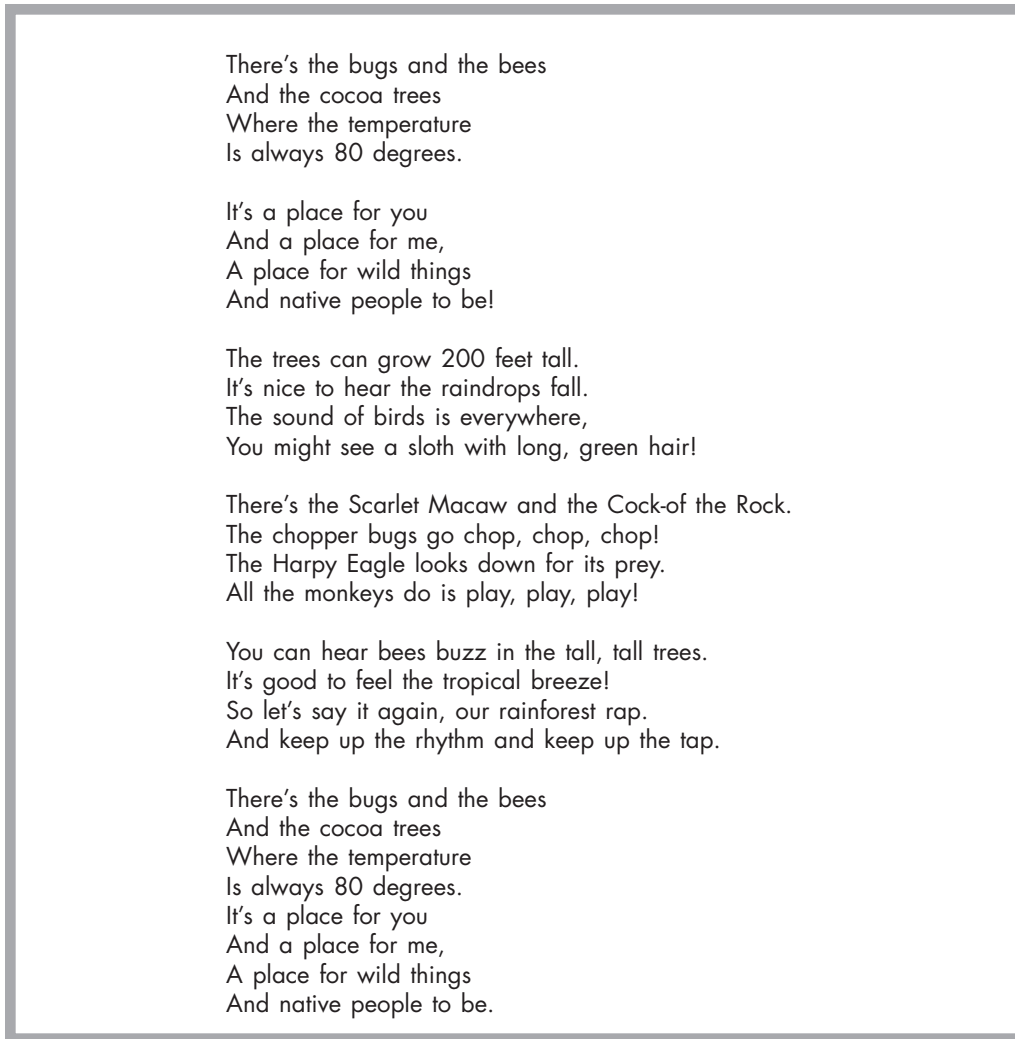 There's the bugs and the bees
And the cocoa trees
Where the temperature
Is always 80 degrees.

It's a place for you
And a place for me,
A place for wild things
And native people to be!

The trees can grow 200 feet tall.
It's nice to hear the raindrops fall.
The sound of birds is everywhere,
You might see a sloth with long, green hair!

There's the Scarlet Macaw and the Cock-of the Rock.
The chopper bugs go chop, chop, chop!
The Harpy Eagle looks down for its prey.
All the monkeys do is play, play, play!

You can hear bees buzz in the tall, tall trees.
It's good to feel the tropical breeze!
So let's say it again, our rainforest rap.
And keep up the rhythm and keep up the tap.

There's the bugs and the bees
And the cocoa trees
Where the temperature
Is always 80 degrees.
It's a place for you
And a place for me,
A place for wild things
And native people to be.